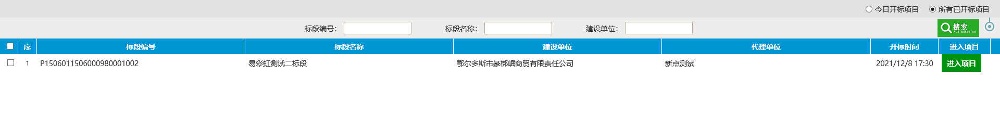 今日开标项目 所有已开标项目
标段编号： 标段名称： 建设单位： 搜索 SEARCH
序 标段编号 标段名称 建设单位 代理单位 开标时间 进入项目
1 P1506011506000980001002 易彩虹测试二标段 鄂尔多斯市彖梆崛商贸有限责任公司 新点测试 2021/12/8 17:30 进入项目